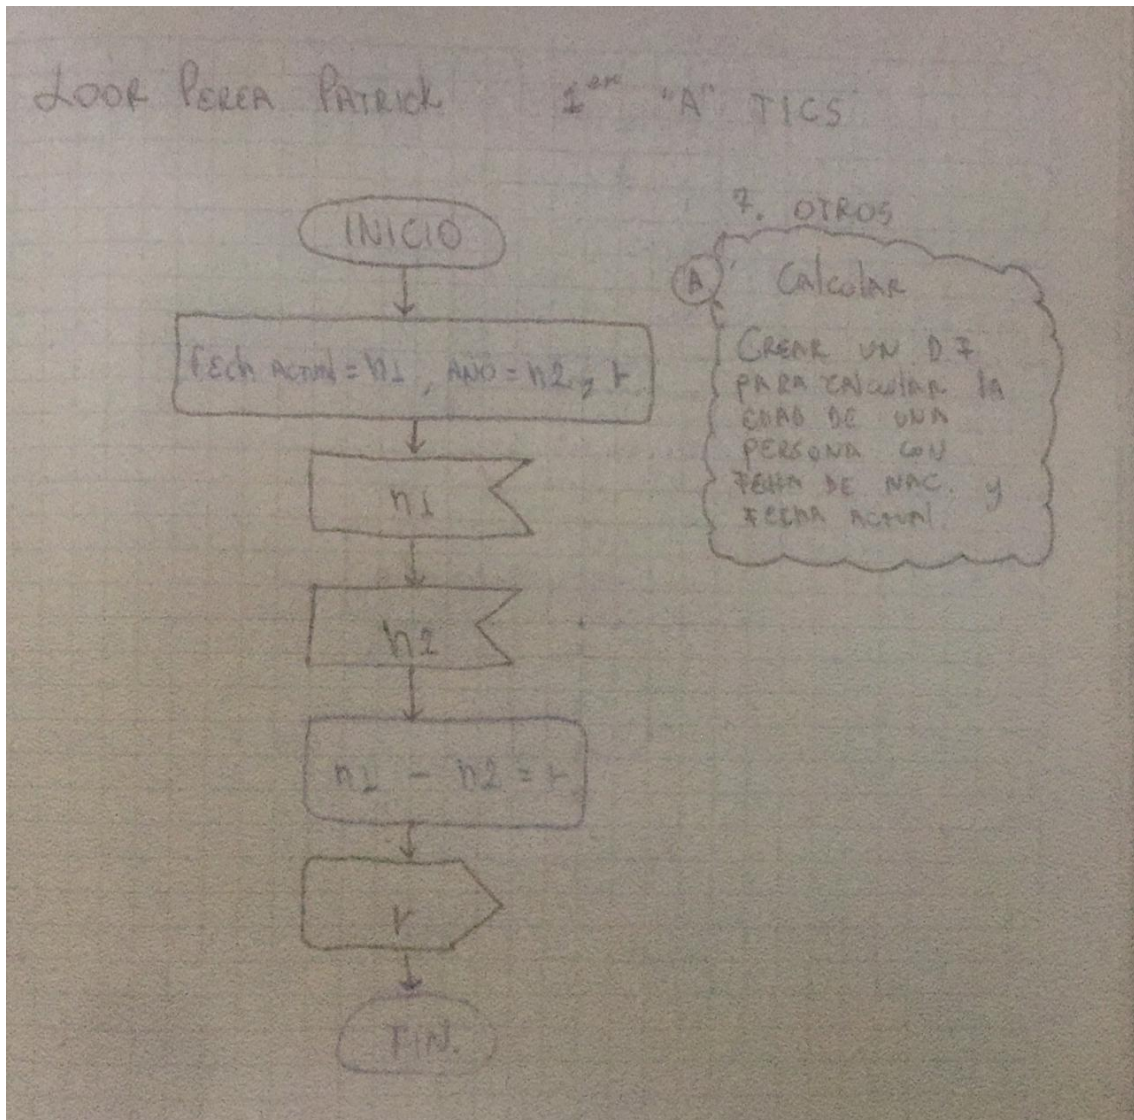 LOOR PEREA PATRICK 1er "A" TICS
INICIO
Fech Actual = n1, AÑO = n2, r
n1
n2
n1 - n2 = r
r
FIN.
7. OTROS
A Calcular
CREAR UN D.F
PARA CALCULAR LA
EDAD DE UNA
PERSONA CON
FECHA DE NAC. y
FECHA ACTUAL.